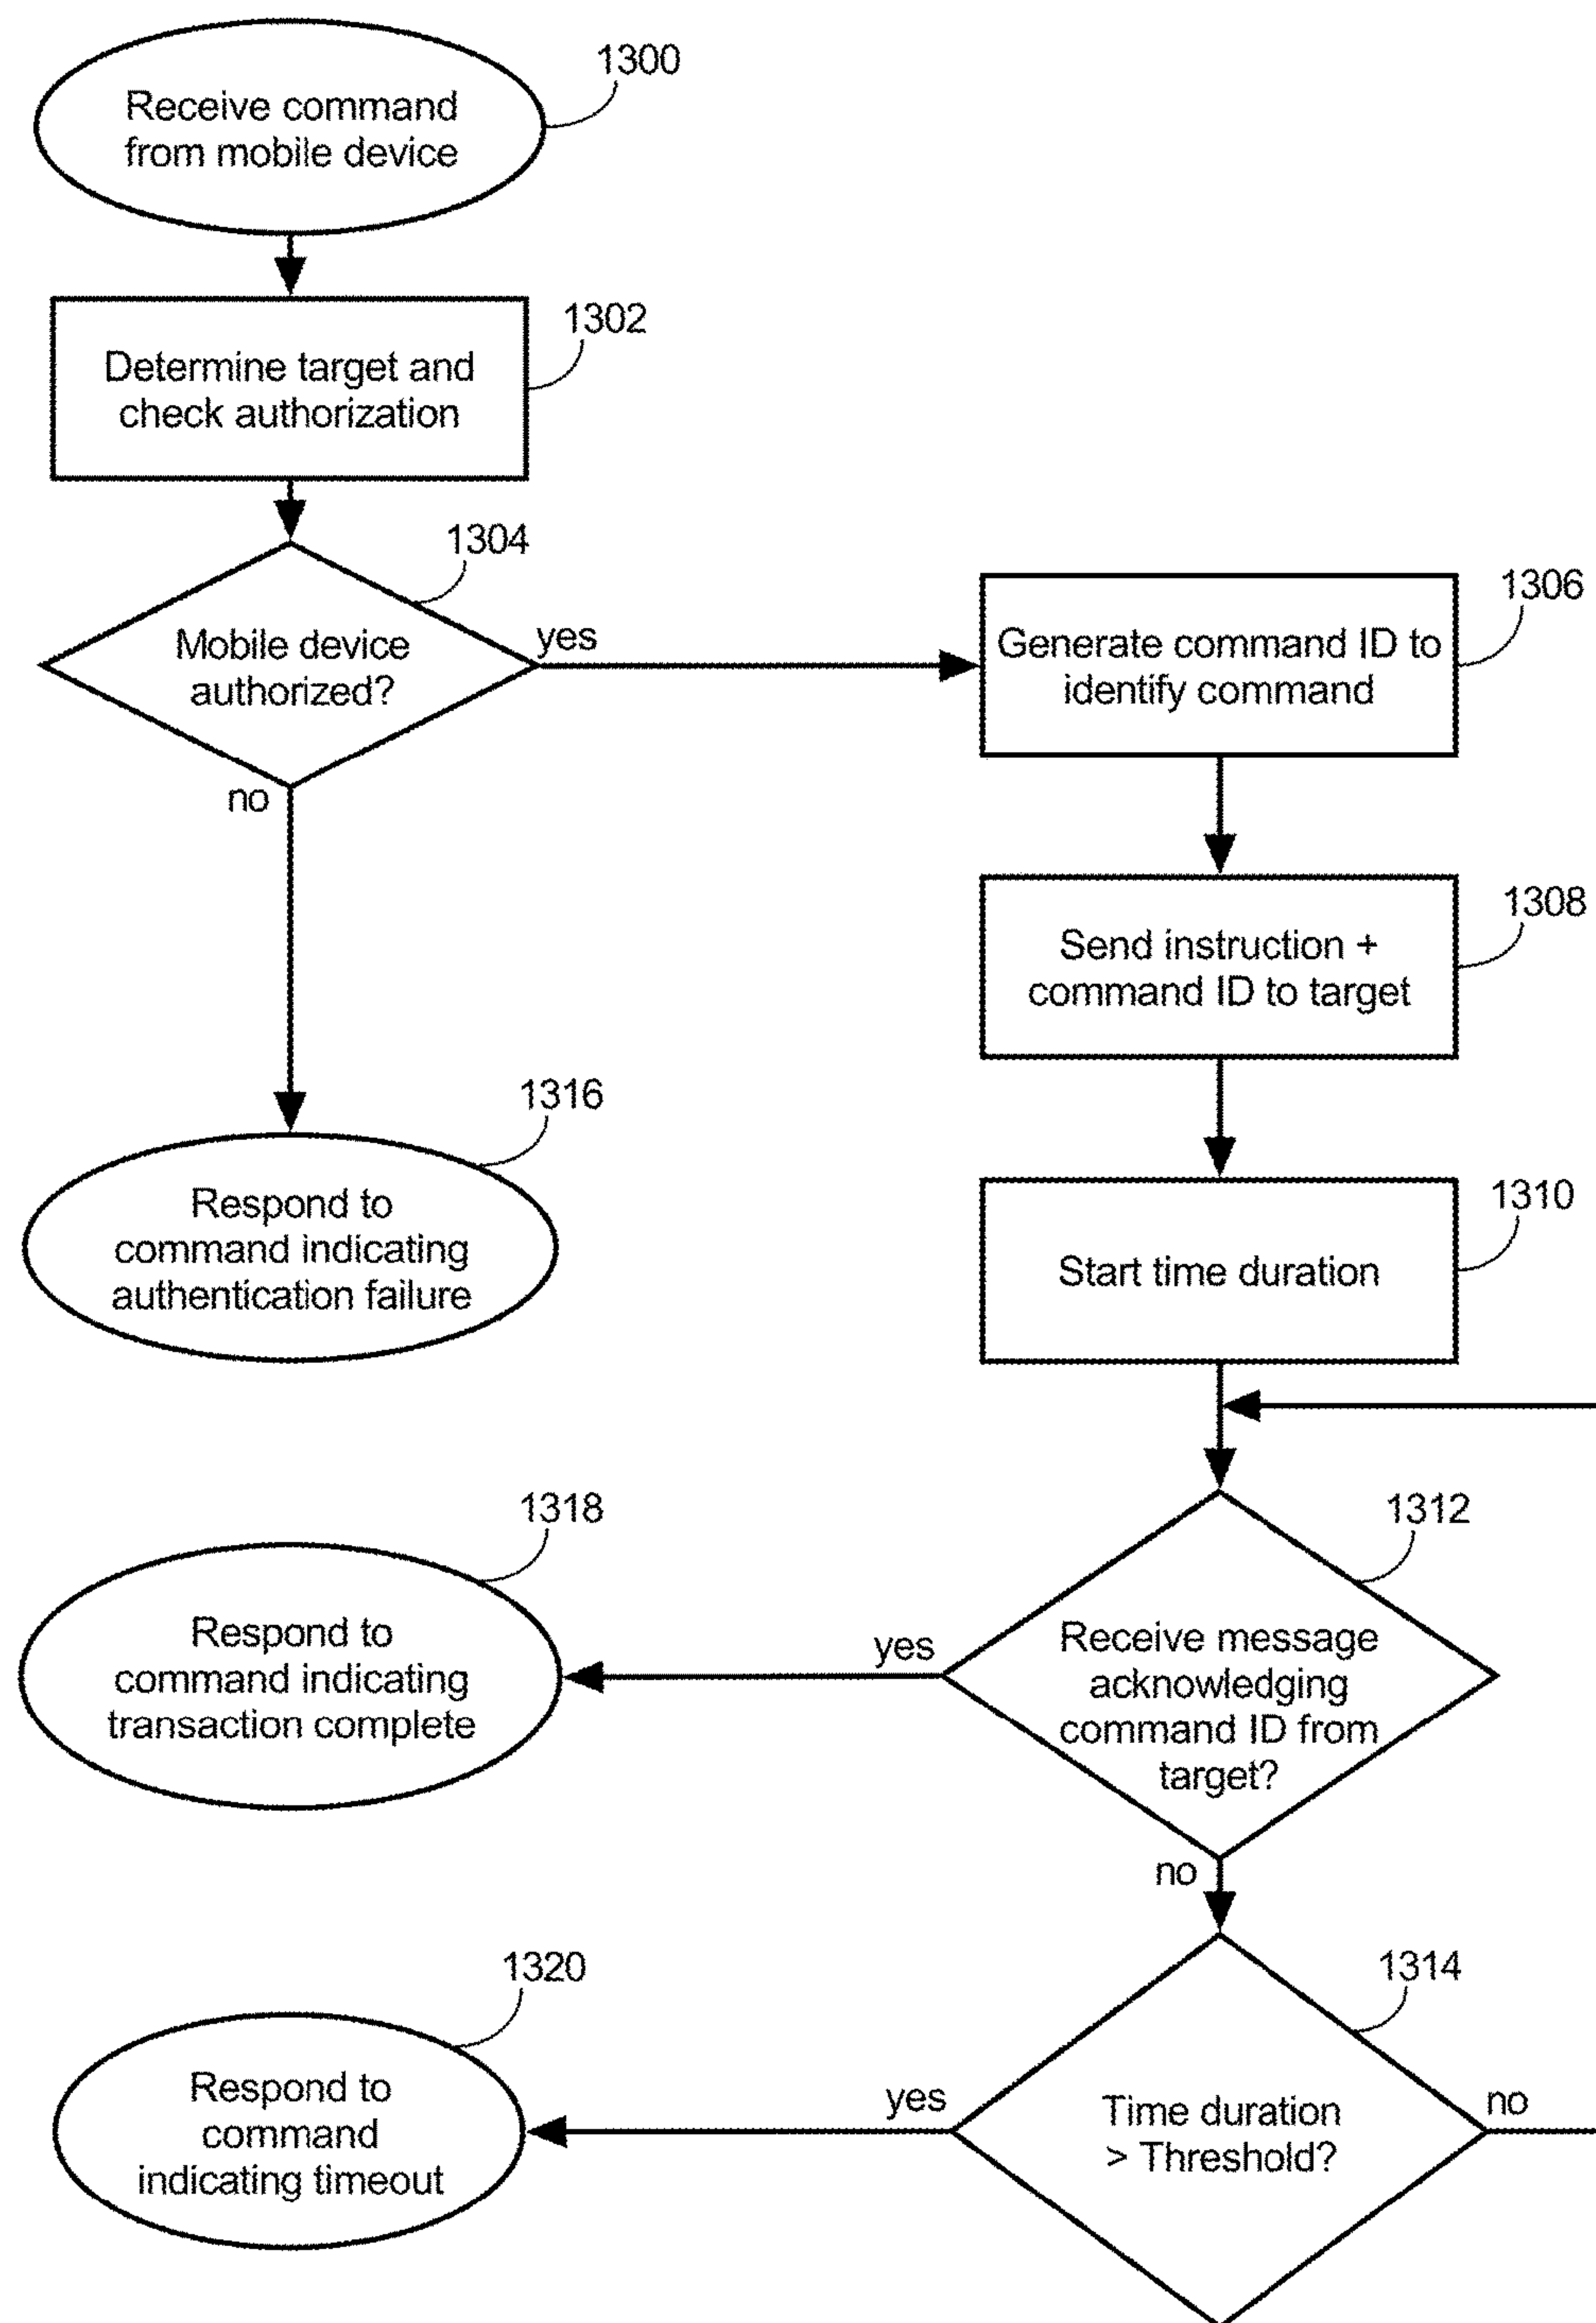 1300
Receive command
from mobile device
1302
Determine target and
check authorization
1304
Mobile device
authorized?
yes
no
1306
Generate command ID to
identify command
1308
Send instruction +
command ID to target
1316
Respond to
command indicating
authentication failure
1310
Start time duration
1318
Respond to
command indicating
transaction complete
1312
yes
Receive message
acknowledging
command ID from
target?
no
1320
Respond to
command
indicating timeout
1314
yes
Time duration
> Threshold?
no